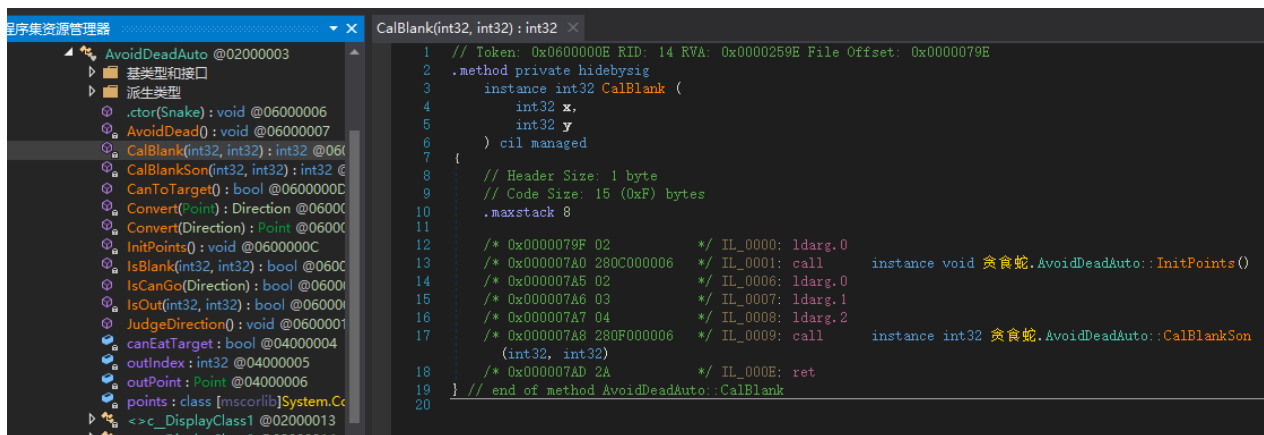 程序集资源管理器
AvoidDeadAuto @02000003
基类型和接口
派生类型
.ctor(Snake) : void @06000006
AvoidDead() : void @06000007
CalBlank(int32, int32) : int32 @060
CalBlankSon(int32, int32) : int32 @
CanToTarget() : bool @0600000D
Convert(Point) : Direction @06000
Convert(Direction) : Point @06000
InitPoints() : void @0600000C
IsBlank(int32, int32) : bool @0600
IsCanGo(Direction) : bool @06000
IsOut(int32, int32) : bool @06000
JudgeDirection() : void @0600001
canEatTarget : bool @04000004
outIndex : int32 @04000005
outPoint : Point @04000006
points : class [mscorlib]System.Co
<>c__DisplayClass1 @02000013
CalBlank(int32, int32) : int32 ×
1 // Token: 0x0600000E RID: 14 RVA: 0x0000259E File Offset: 0x0000079E
2 .method private hidebysig
3 instance int32 CalBlank (
4 int32 x,
5 int32 y
6 ) cil managed
7 {
8 // Header Size: 1 byte
9 // Code Size: 15 (0xF) bytes
10 .maxstack 8
11
12 /* 0x0000079F 02 */ IL_0000: ldarg.0
13 /* 0x000007A0 280C000006 */ IL_0001: call instance void 贪食蛇.AvoidDeadAuto::InitPoints()
14 /* 0x000007A5 02 */ IL_0006: ldarg.0
15 /* 0x000007A6 03 */ IL_0007: ldarg.1
16 /* 0x000007A7 04 */ IL_0008: ldarg.2
17 /* 0x000007A8 280F000006 */ IL_0009: call instance int32 贪食蛇.AvoidDeadAuto::CalBlankSon
(int32, int32)
18 /* 0x000007AD 2A */ IL_000E: ret
19 } // end of method AvoidDeadAuto::CalBlank
20